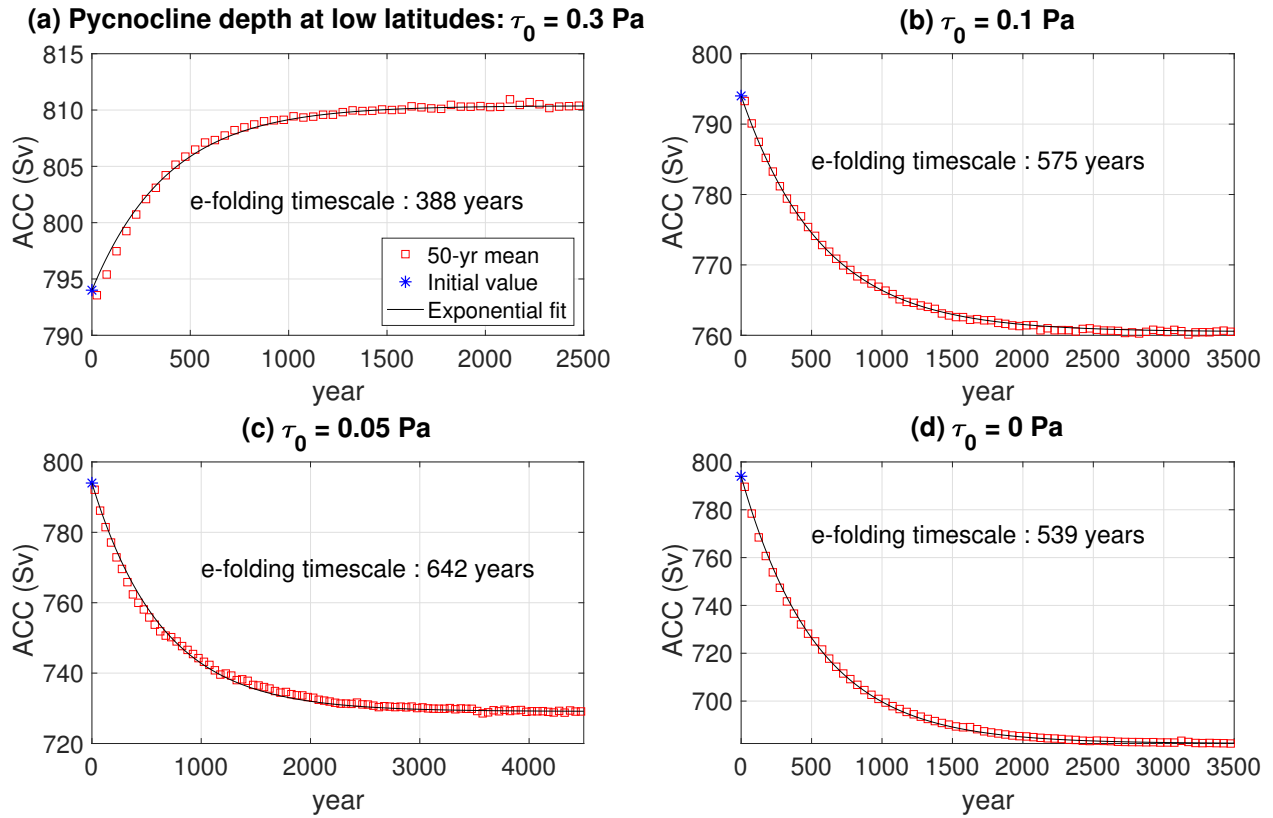 (a) Pycnocline depth at low latitudes: τ0 = 0.3 Pa
815
810
805
800
795
790
ACC (Sv)
e-folding timescale : 388 years
50-yr mean
Initial value
Exponential fit
0 500 1000 1500 2000 2500
year
(b) τ0 = 0.1 Pa
800
790
780
770
760
ACC (Sv)
e-folding timescale : 575 years
0 500 1000 1500 2000 2500 3000 3500
year
(c) τ0 = 0.05 Pa
800
780
760
740
720
ACC (Sv)
e-folding timescale : 642 years
0 1000 2000 3000 4000
year
(d) τ0 = 0 Pa
800
780
760
740
720
700
ACC (Sv)
e-folding timescale : 539 years
0 500 1000 1500 2000 2500 3000 3500
year